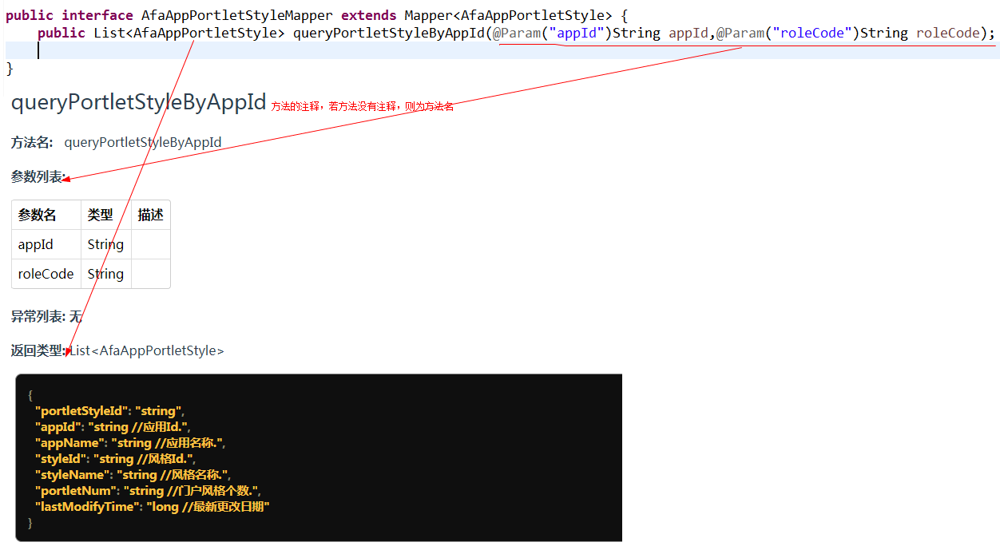 public interface AfaAppPortletStyleMapper extends Mapper<AfaAppPortletStyle> {
public List<AfaAppPortletStyle> queryPortletStyleByAppId(@Param("appId")String appId,@Param("roleCode")String roleCode);
}
queryPortletStyleByAppId 方法的注释，若方法没有注释，则为方法名
方法名: queryPortletStyleByAppId
参数列表:
参数名 类型 描述
appId String
roleCode String
异常列表: 无
返回类型: List<AfaAppPortletStyle>
{
"portletStyleId": "string",
"appId": "string //应用Id.",
"appName": "string //应用名称.",
"styleId": "string //风格Id.",
"styleName": "string //风格名称.",
"portletNum": "string //门户风格个数.",
"lastModifyTime": "long //最新更改日期"
}